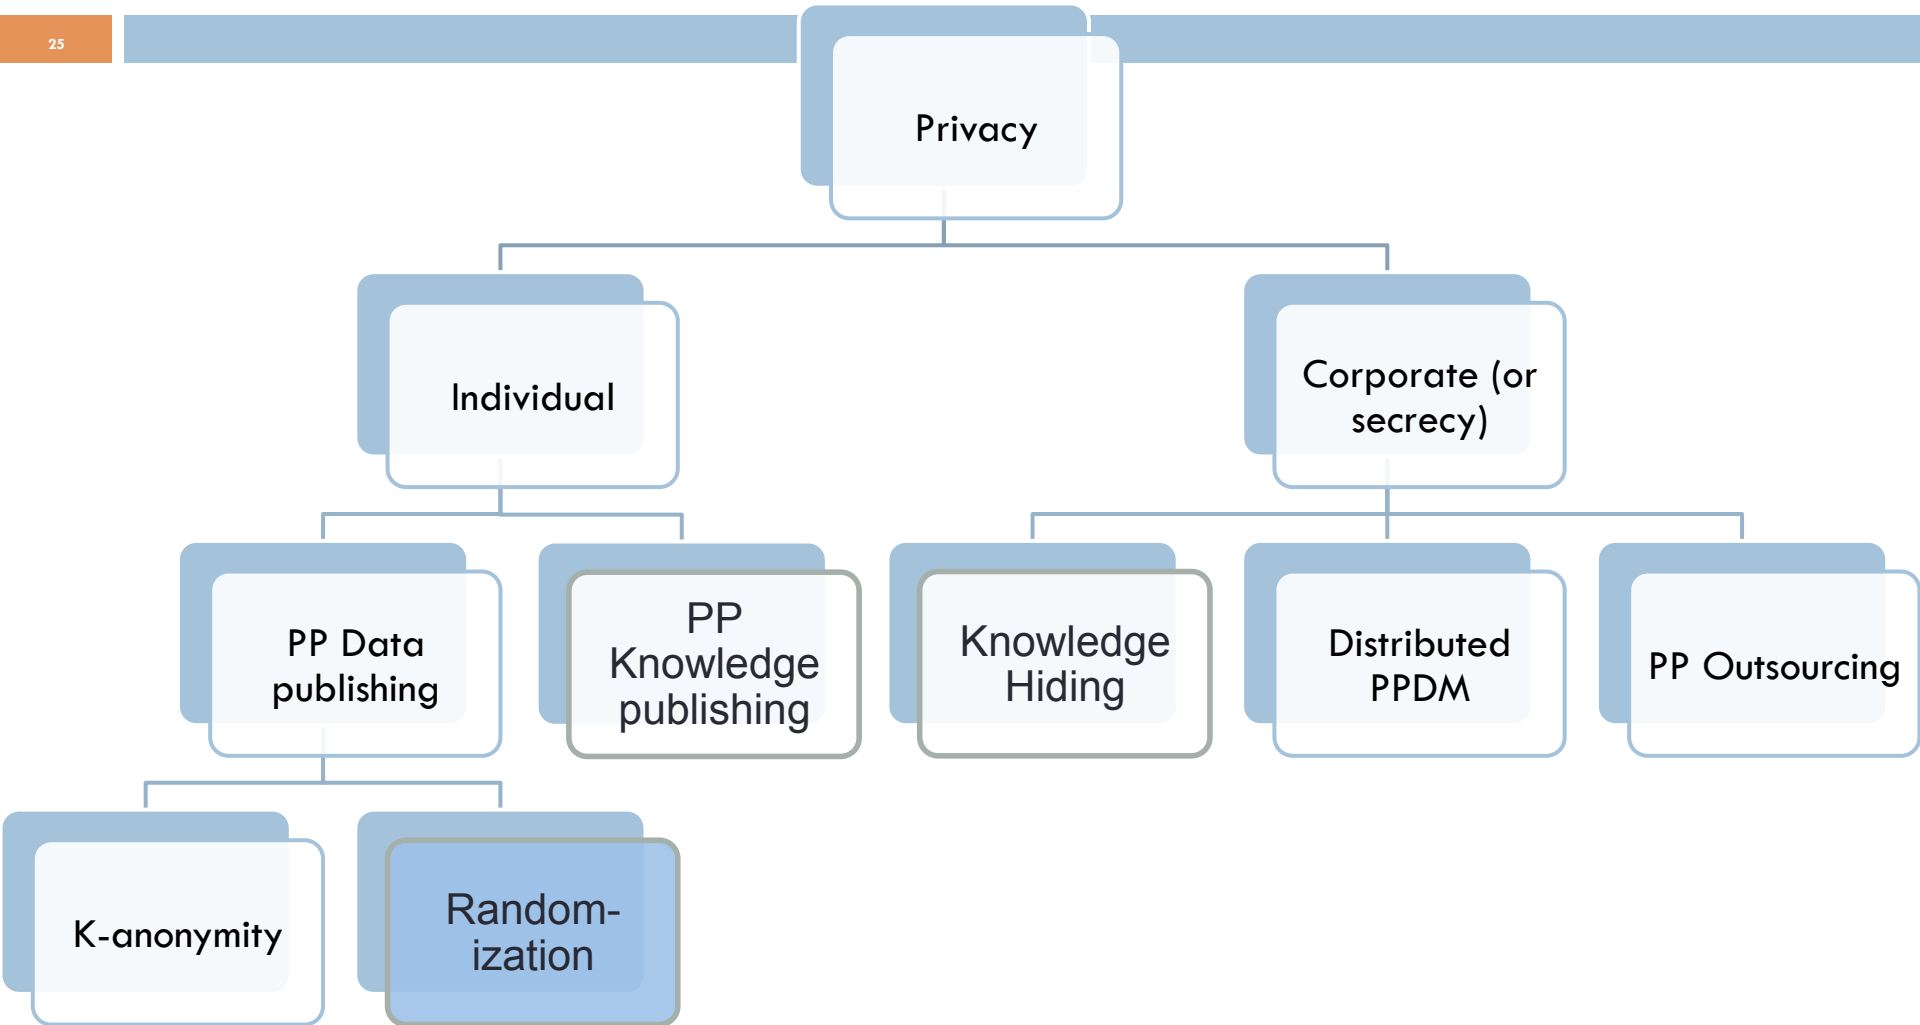 25
Privacy
Individual
Corporate (or
secrecy)
PP Data
publishing
PP
Knowledge
publishing
Knowledge
Hiding
Distributed
PPDM
PP Outsourcing
K-anonymity
Random-
ization